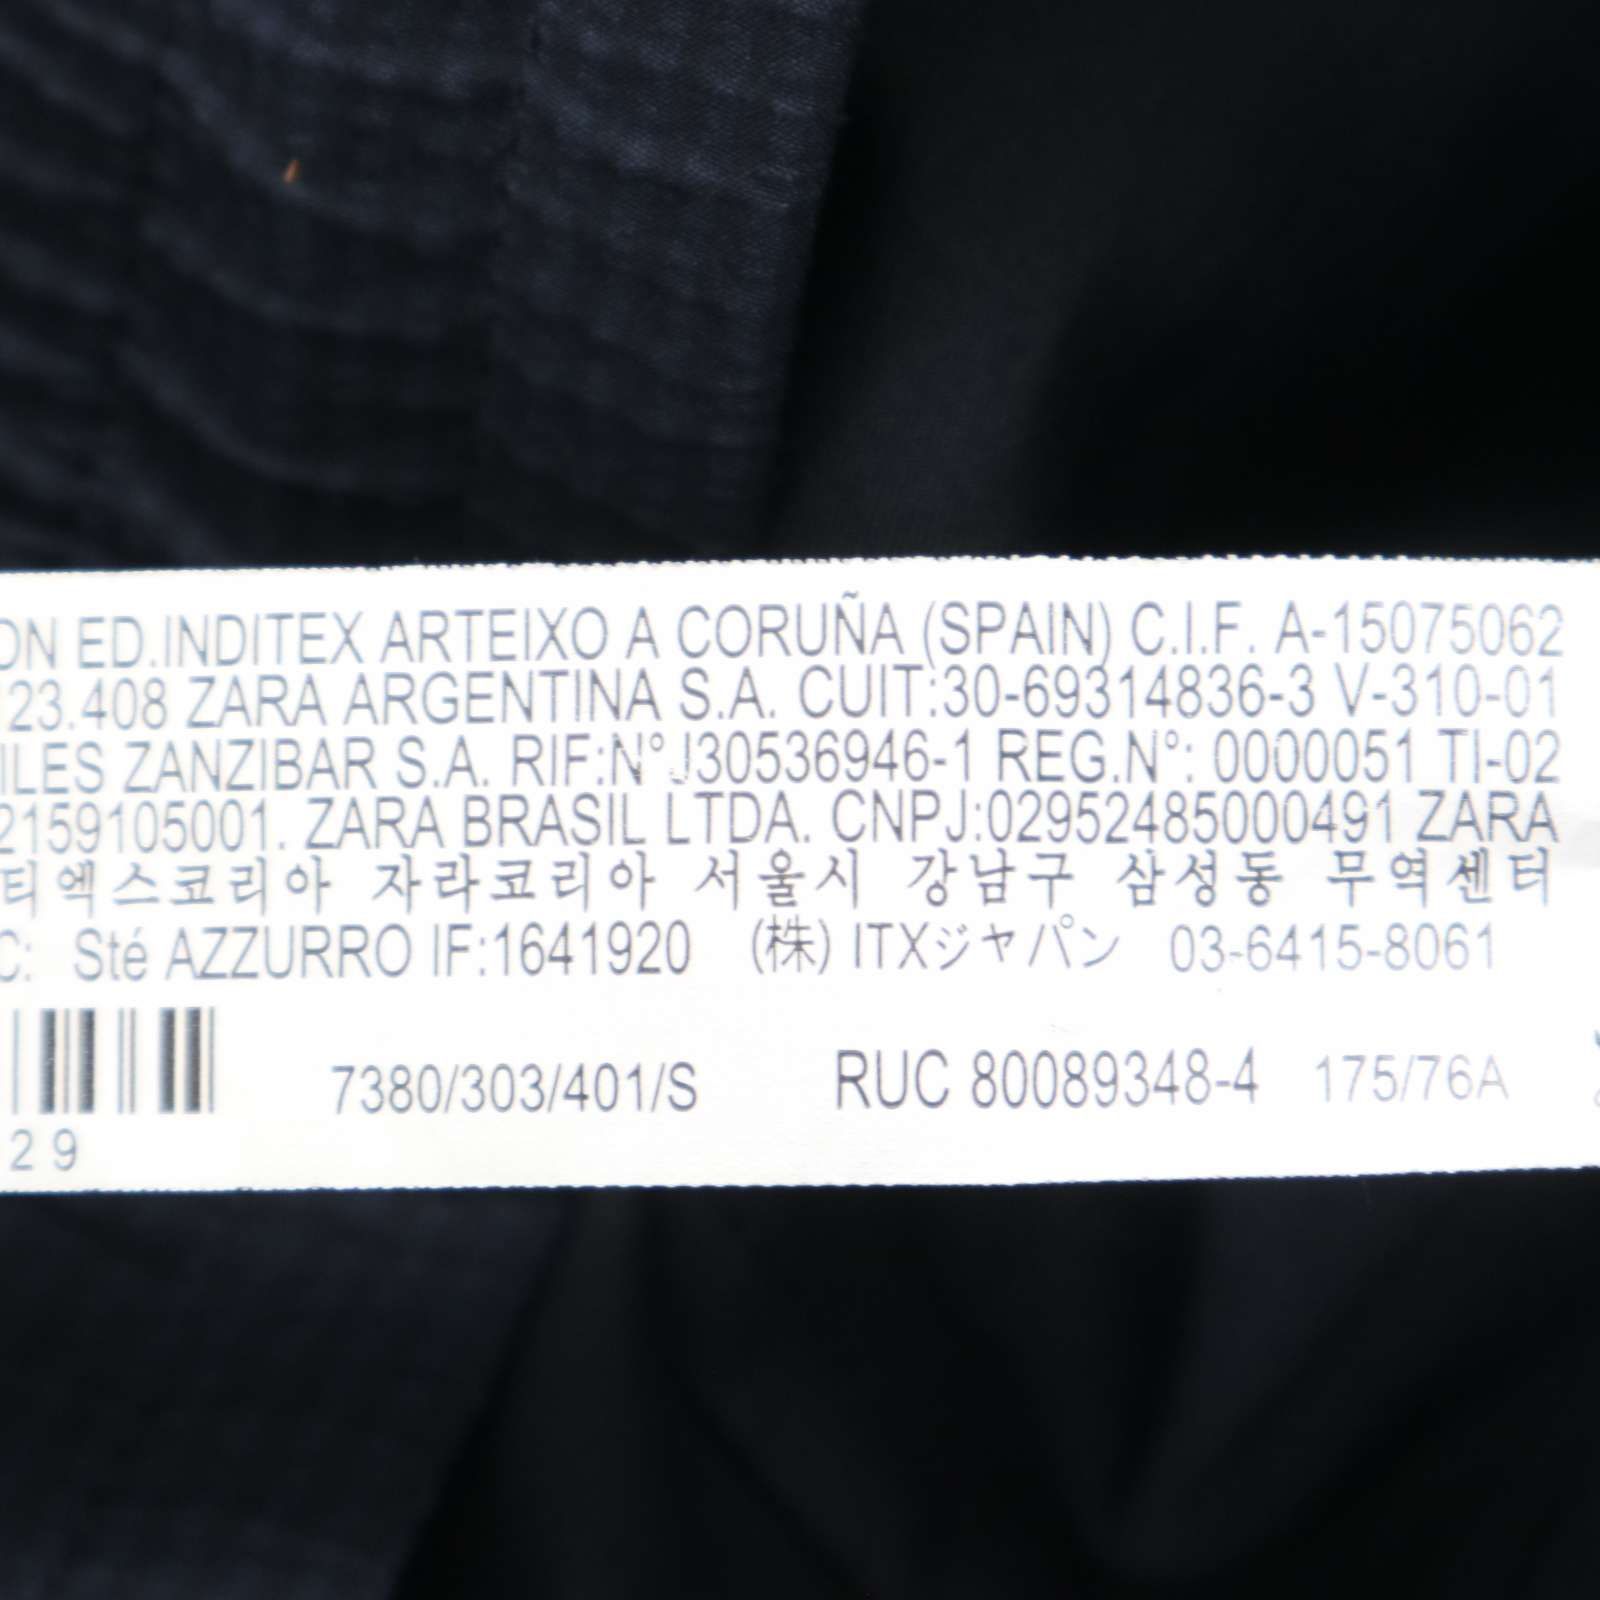 ON ED.INDITEX ARTEIXO A CORUÑA (SPAIN) C.I.F. A-15075062
123.408 ZARA ARGENTINA S.A. CUIT:30-69314836-3 V-310-01
ILES ZANZIBAR S.A. RIF:N° J30536946-1 REG.N°: 0000051 TI-02
2159105001. ZARA BRASIL LTDA. CNPJ:02952485000491 ZARA
티엑스코리아 자라코리아 서울시 강남구 삼성동 무역센터
C: Sté AZZURRO IF:1641920 (株) ITXジャパン 03-6415-8061
7380/303/401/S RUC 80089348-4 175/76A
29